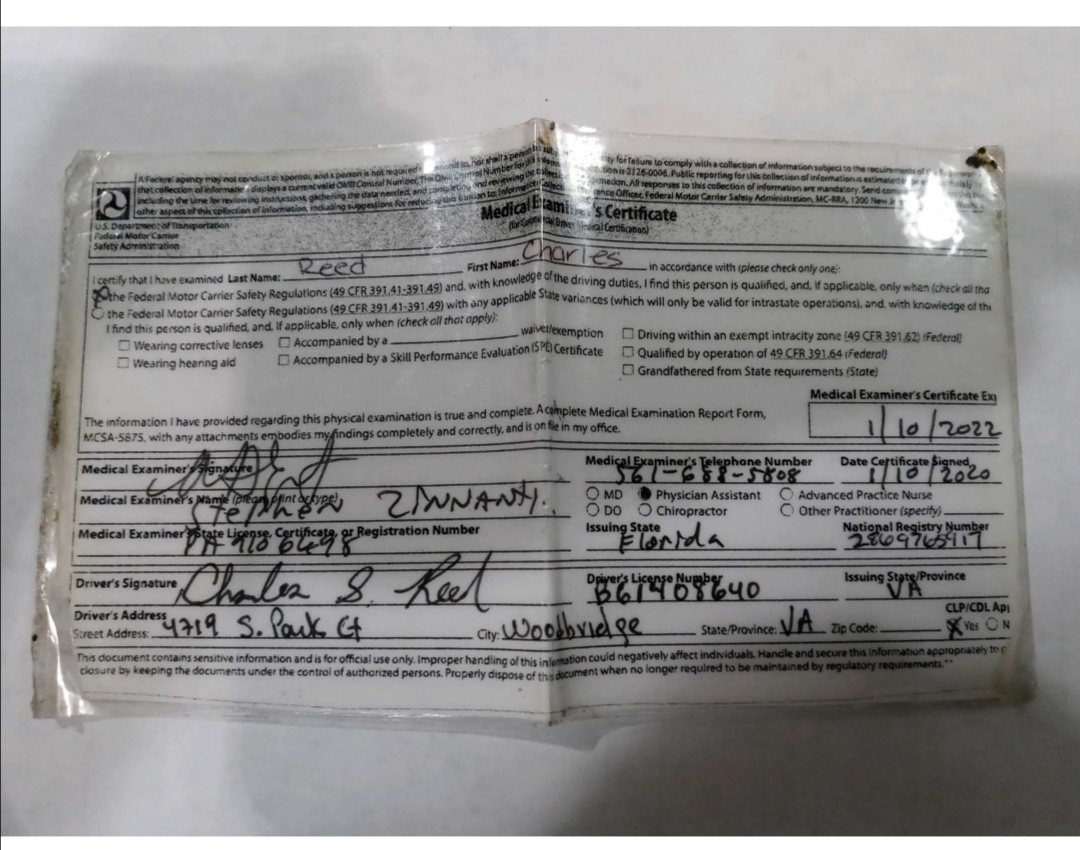 A Federal agency may not conduct or sponsor, and a person is not required to respond to, nor shall a person be subject to a penalty for failure to comply with a collection of information subject to the requirements of the
that collection of information displays a current valid OMB Control Number. The OMB Control Number for this information collection is 2126-0006. Public reporting for this collection of information is estimated to be approximately
including the time for reviewing instructions, gathering the data needed, and completing and reviewing the collection of information. All responses to this collection of information are mandatory. Send comments
other aspect of this collection of information, including suggestions for reducing this burden to: Information Collection Clearance Officer, Federal Motor Carrier Safety Administration, MC-RRA, 1200 New
U.S. Department of Transportation
Federal Motor Carrier
Safety Administration
Medical Examiner's Certificate
(for Commercial Driver Medical Certification)
I certify that I have examined Last Name: Reed First Name: Charles in accordance with (please check only one):
the Federal Motor Carrier Safety Regulations (49 CFR 391.41-391.49) and, with knowledge of the driving duties, I find this person is qualified, and, if applicable, only when (check all tha
the Federal Motor Carrier Safety Regulations (49 CFR 391.41-391.49) with any applicable State variances (which will only be valid for intrastate operations), and, with knowledge of the
I find this person is qualified, and, if applicable, only when (check all that apply):
Wearing corrective lenses Accompanied by a waiver/exemption Driving within an exempt intracity zone (49 CFR 391.62) (Federal)
Wearing hearing aid Accompanied by a Skill Performance Evaluation (SPE) Certificate Qualified by operation of 49 CFR 391.64 (Federal)
Grandfathered from State requirements (State)
The information I have provided regarding this physical examination is true and complete. A complete Medical Examination Report Form,
MCSA-5875, with any attachments embodies my findings completely and correctly, and is on file in my office.
Medical Examiner's Certificate Exp
1/10/2022
Medical Examiner's Signature
Medical Examiner's Telephone Number
561-688-5808
Date Certificate Signed
1/10/2020
Medical Examiner's Name (please print or type)
Stephen ZINNANTI.
MD Physician Assistant Advanced Practice Nurse
DO Chiropractor Other Practitioner (specify)
Medical Examiner's State License, Certificate, or Registration Number
PA 9106498
Issuing State
Florida
National Registry Number
2869765917
Driver's Signature Charles S. Reed
Driver's License Number
B61408640
Issuing State/Province
VA
Driver's Address
Street Address: 4719 S. Park Ct City: Woodbridge State/Province: VA Zip Code:
CLP/CDL Apl
Yes N
This document contains sensitive information and is for official use only. Improper handling of this information could negatively affect individuals. Handle and secure this information appropriately to p
closure by keeping the documents under the control of authorized persons. Properly dispose of this document when no longer required to be maintained by regulatory requirements.**